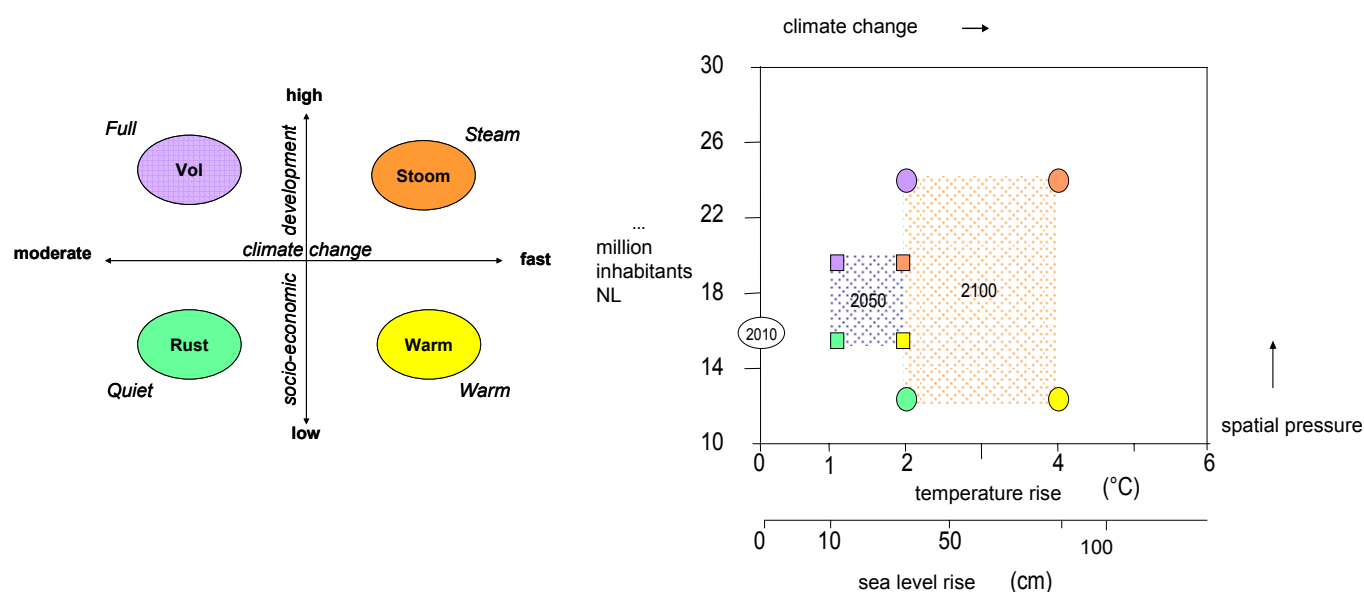 high
Full
Steam
Vol
Stoom
development
moderate
climate change
fast
socio-economic
Rust
Warm
Quiet
Warm
low
climate change
30
26
22
18
14
10
...
million
inhabitants
NL
2010
2050
2100
0 1 2 4 6
temperature rise (°C)
spatial pressure
0 10 50 100
sea level rise (cm)